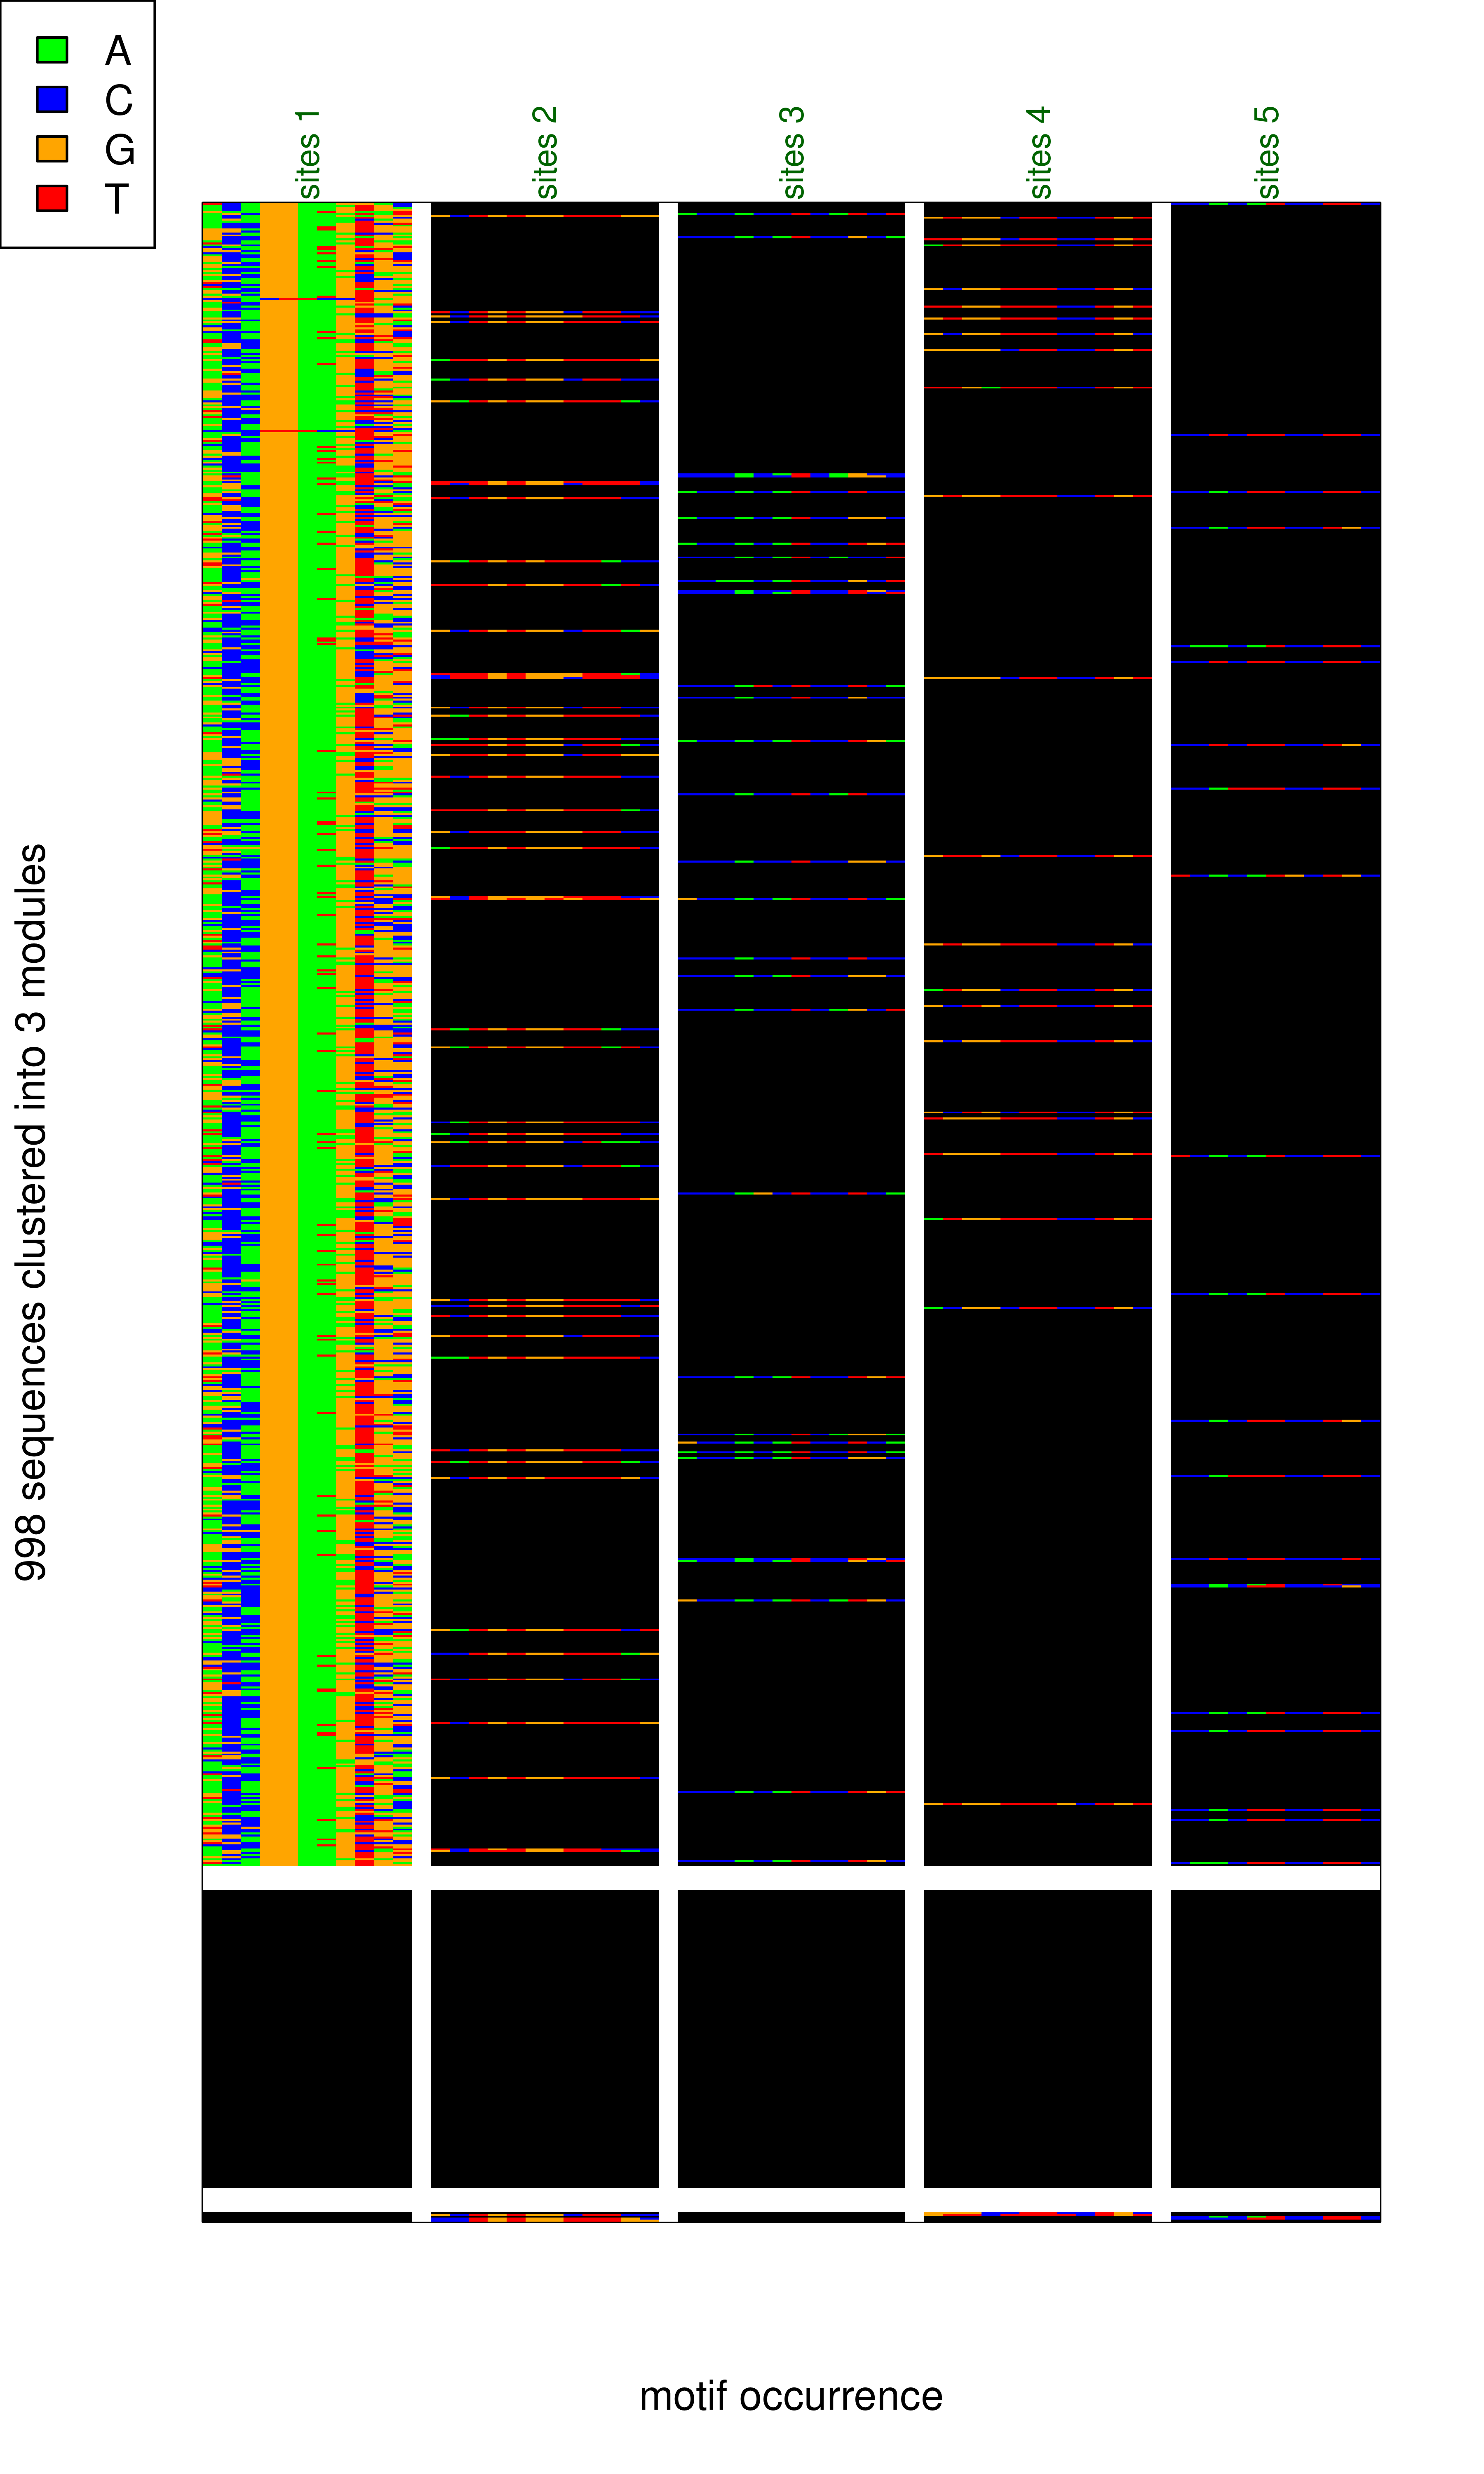 A
C
G
T
sites 1
sites 2
sites 3
sites 4
sites 5
998 sequences clustered into 3 modules
motif occurrence